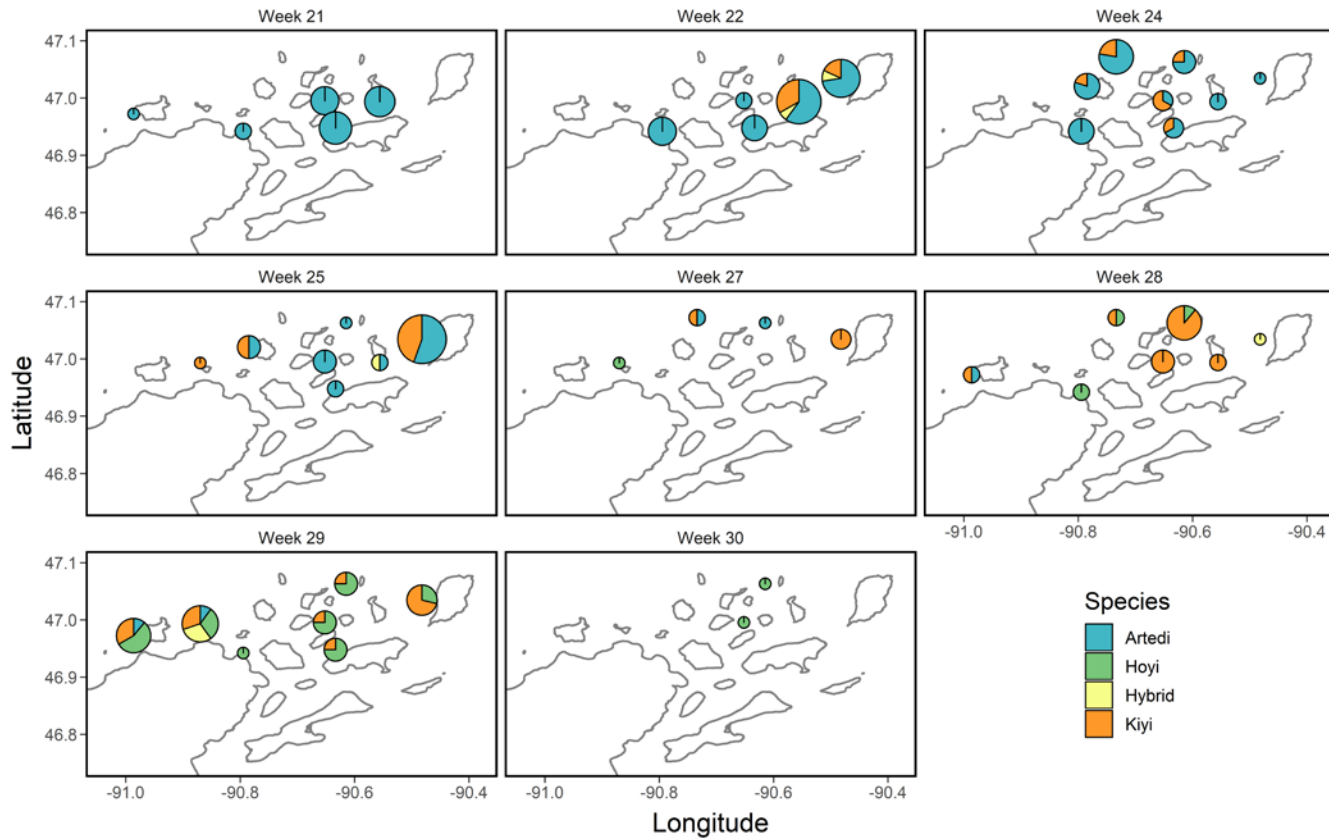 Week 21
Week 22
Week 24
47.1
47.0
46.9
46.8
Week 25
Week 27
Week 28
47.1
47.0
46.9
46.8
-91.0
-90.8
-90.6
-90.4
Week 29
Week 30
47.1
47.0
46.9
46.8
-91.0
-90.8
-90.6
-90.4
-91.0
-90.8
-90.6
-90.4
Latitude
Longitude
Species
Artedi
Hoyi
Hybrid
Kiyi